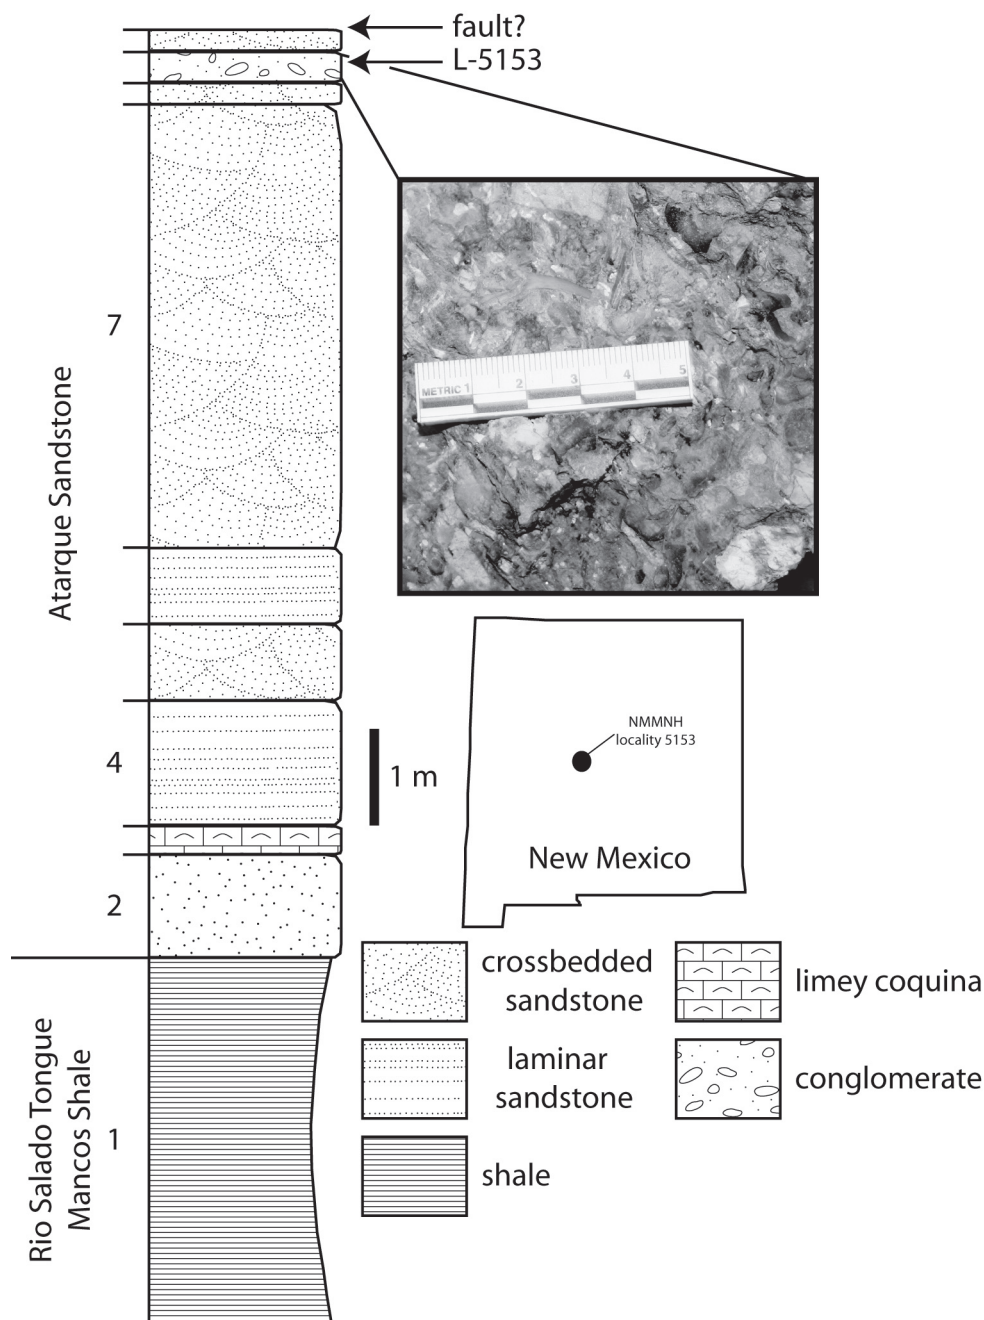 fault?
L-5153
7
Atarque Sandstone
METRIC 1 2 3 4 5
NMMNH
locality 5153
4
1 m
New Mexico
2
crossbedded
sandstone
limey coquina
laminar
sandstone
conglomerate
Rio Salado Tongue
Mancos Shale
1
shale